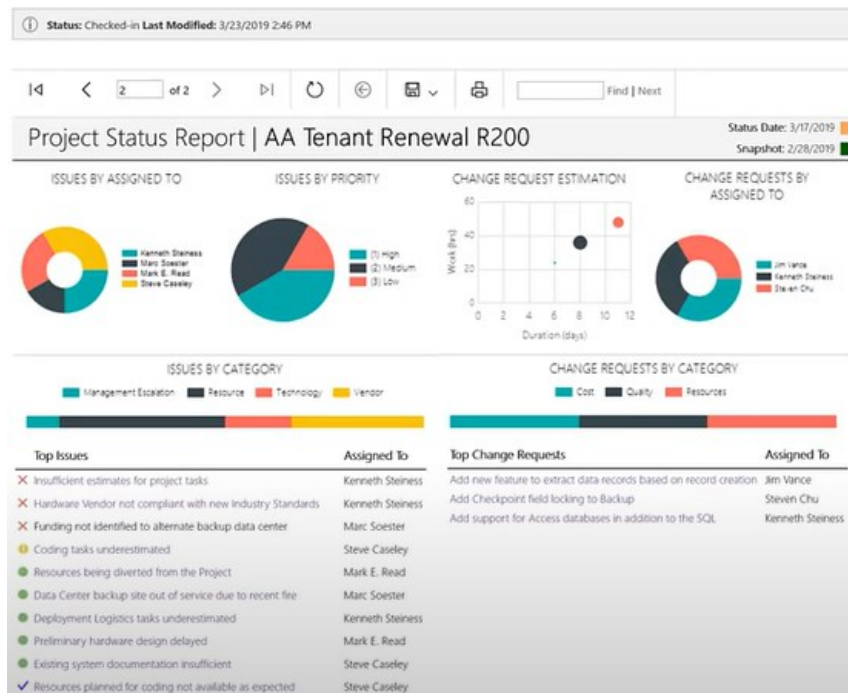 Status: Checked-in Last Modified: 3/23/2019 2:46 PM
2 of 2 Find | Next
Project Status Report | AA Tenant Renewal R200
Status Date: 3/17/2019
Snapshot: 2/28/2019
ISSUES BY ASSIGNED TO
Kenneth Steiness
Marc Soester
Mark E. Read
Steve Caseley
ISSUES BY PRIORITY
(1) High
(2) Medium
(3) Low
CHANGE REQUEST ESTIMATION
Work (hrs)
60
40
20
0
0 2 4 6 8 10 12
Duration (days)
CHANGE REQUESTS BY
ASSIGNED TO
Jim Vance
Kenneth Steiness
Steven Chu
ISSUES BY CATEGORY
Management Escalation Resource Technology Vendor
CHANGE REQUESTS BY CATEGORY
Cost Quality Resources
Top Issues Assigned To
Insufficient estimates for project tasks Kenneth Steiness
Hardware Vendor not compliant with new Industry Standards Kenneth Steiness
Funding not identified to alternate backup data center Marc Soester
Coding tasks underestimated Steve Caseley
Resources being diverted from the Project Mark E. Read
Data Center backup site out of service due to recent fire Marc Soester
Deployment Logistics tasks underestimated Kenneth Steiness
Preliminary hardware design delayed Mark E. Read
Existing system documentation insufficient Steve Caseley
Resources planned for coding not available as expected Steve Caseley
Top Change Requests Assigned To
Add new feature to extract data records based on record creation Jim Vance
Add Checkpoint field locking to Backup Steven Chu
Add support for Access databases in addition to the SQL Kenneth Steiness